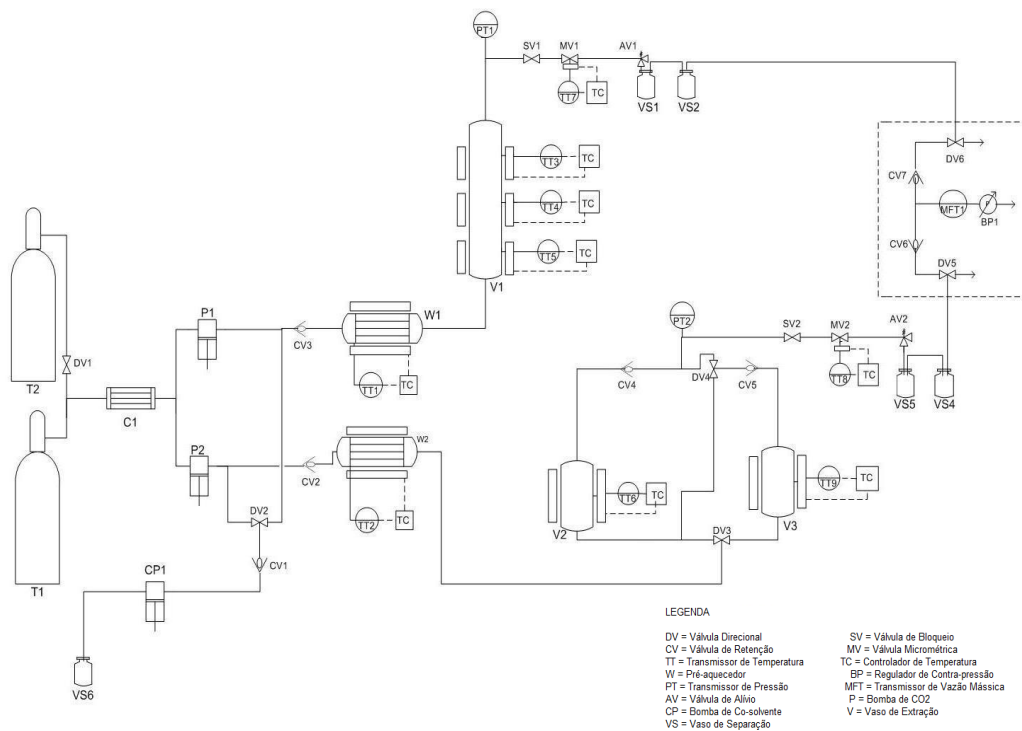 PT1
SV1 MV1 AV1
TT7 TC
VS1 VS2
DV6
TT3 TC
CV7
TT4 TC
MFT1
BP1
TT5 TC
CV6
DV5
V1
P1
W1
PT2
CV3
SV2 MV2 AV2
DV1
T2
TT1 TC
CV4
DV4
CV5
TT8 TC
VS5 VS4
C1
P2
W2
CV2
TT6 TC
TT9 TC
DV2
TT2 TC
V2
DV3
V3
CV1
T1
CP1
VS6
LEGENDA
DV = Válvula Direcional SV = Válvula de Bloqueio
CV = Válvula de Retenção MV = Válvula Micrométrica
TT = Transmissor de Temperatura TC = Controlador de Temperatura
W = Pré-aquecedor BP = Regulador de Contra-pressão
PT = Transmissor de Pressão MFT = Transmissor de Vazão Mássica
AV = Válvula de Alívio P = Bomba de CO2
CP = Bomba de Co-solvente V = Vaso de Extração
VS = Vaso de Separação